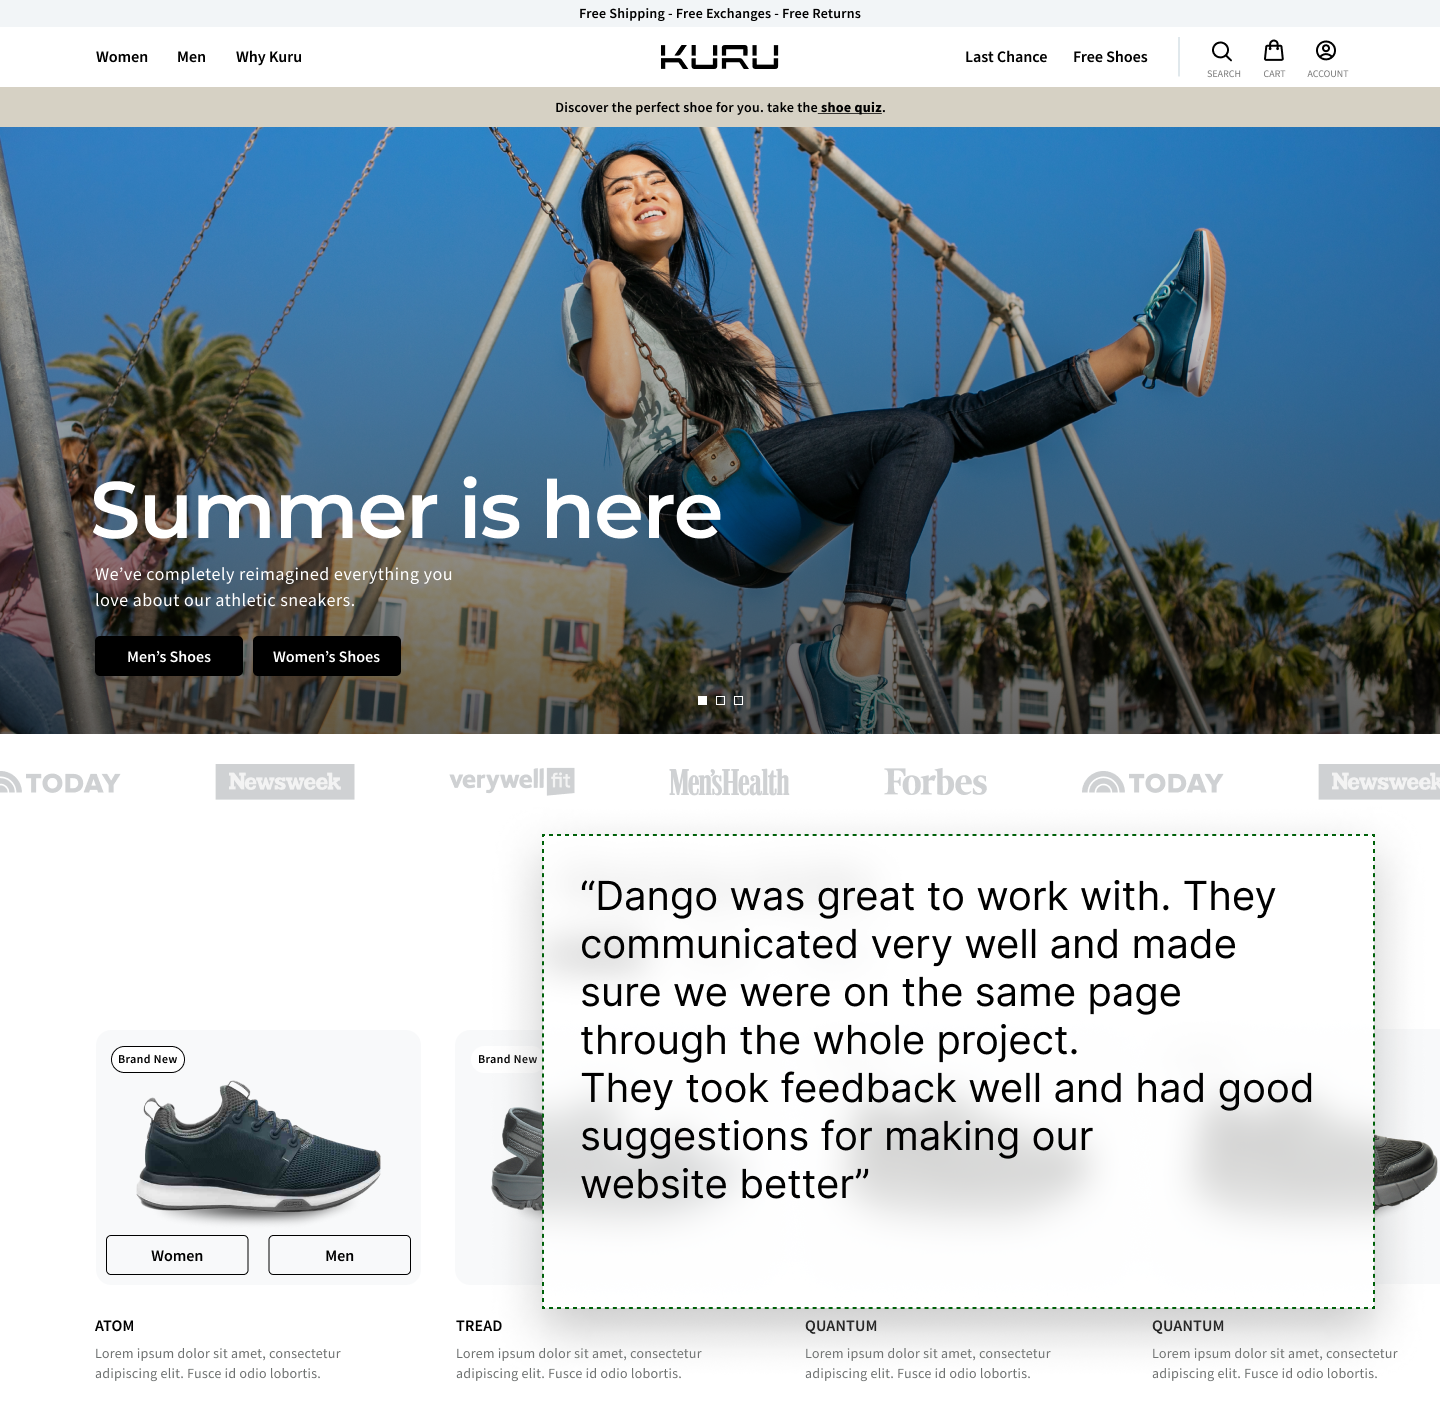 Free Shipping - Free Exchanges - Free Returns
Women Men Why Kuru
KURU
Last Chance Free Shoes
SEARCH CART ACCOUNT
Discover the perfect shoe for you. take the shoe quiz.
Summer is here
We’ve completely reimagined everything you
love about our athletic sneakers.
Men’s Shoes Women’s Shoes
TODAY Newsweek verywell fit Men'sHealth Forbes TODAY Newsweek
“Dango was great to work with. They
communicated very well and made
sure we were on the same page
through the whole project.
They took feedback well and had good
suggestions for making our
website better”
Brand New
Brand New
Women Men
ATOM
Lorem ipsum dolor sit amet, consectetur
adipiscing elit. Fusce id odio lobortis.
TREAD
Lorem ipsum dolor sit amet, consectetur
adipiscing elit. Fusce id odio lobortis.
QUANTUM
Lorem ipsum dolor sit amet, consectetur
adipiscing elit. Fusce id odio lobortis.
QUANTUM
Lorem ipsum dolor sit amet, consectetur
adipiscing elit. Fusce id odio lobortis.